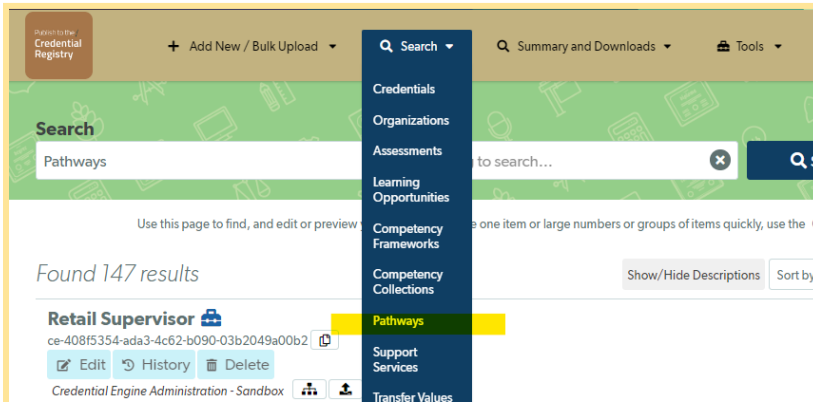 Publish to the /
Credential
Registry
Add New / Bulk Upload
Search
Summary and Downloads
Tools
Credentials
Organizations
Assessments
Learning
Opportunities
Competency
Frameworks
Competency
Collections
Pathways
Support
Services
Transfer Values
Search
Pathways
to search...
Use this page to find, and edit or preview
e one item or large numbers or groups of items quickly, use the
Found 147 results
Show/Hide Descriptions
Sort by
Retail Supervisor
ce-408f5354-ada3-4c62-b090-03b2049a00b2
Edit History Delete
Credential Engine Administration - Sandbox